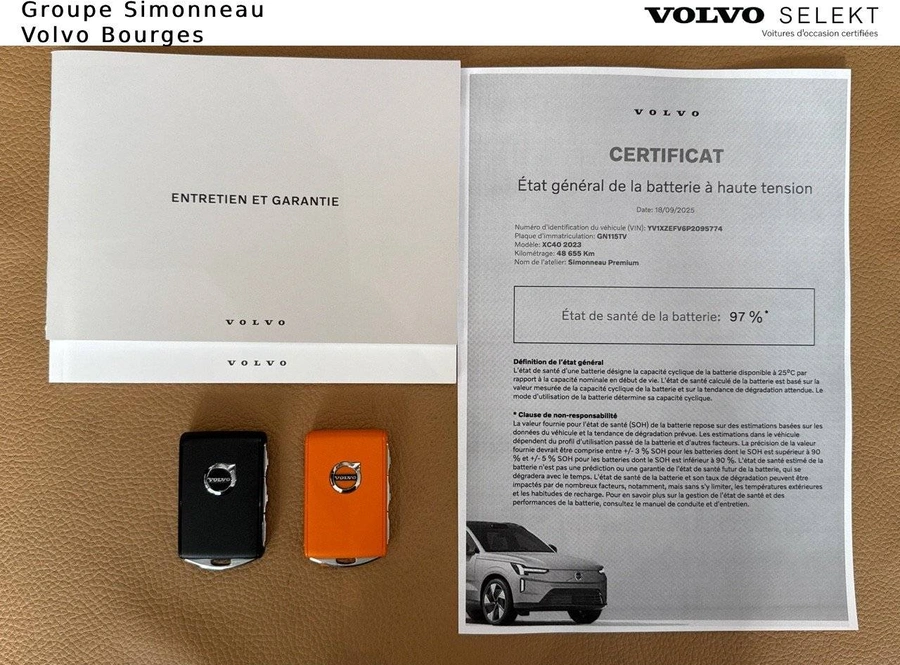 Groupe Simonneau
Volvo Bourges
VOLVO SELEKT
Voitures d'occasion certifiées
ENTRETIEN ET GARANTIE
VOLVO
VOLVO
VOLVO
VOLVO
VOLVO
CERTIFICAT
État général de la batterie à haute tension
Date: 18/09/2025
Numéro d'identification du véhicule (VIN): YV1XZEFV6P2095774
Plaque d'immatriculation: GN115TV
Modèle: XC40 2023
Kilométrage: 48 655 Km
Nom de l'atelier: Simonneau Premium
État de santé de la batterie: 97 %*
Définition de l'état général
L'état de santé d'une batterie désigne la capacité cyclique de la batterie disponible à 25°C par
rapport à la capacité nominale en début de vie. L'état de santé calculé de la batterie est basé sur la
valeur mesurée de la capacité cyclique de la batterie et sur la tendance de dégradation attendue. Le
mode d'utilisation de la batterie détermine sa capacité cyclique.
* Clause de non-responsabilité
La valeur fournie pour l'état de santé (SOH) de la batterie repose sur des estimations basées sur les
données du véhicule et la tendance de dégradation prévue. Les estimations dans le véhicule
dépendent du profil d'utilisation passé de la batterie et d'autres facteurs. La précision de la valeur
fournie devrait être comprise entre +/- 3 % SOH pour les batteries dont le SOH est supérieur à 90
% et +/- 5 % SOH pour les batteries dont le SOH est inférieur à 90 %. L'état de santé estimé de la
batterie n'est pas une prédiction ou une garantie de l'état de santé futur de la batterie, qui se
dégradera avec le temps. L'état de santé de la batterie et son taux de dégradation peuvent être
impactés par de nombreux facteurs, notamment, mais sans s'y limiter, les températures extérieures
et les habitudes de recharge. Pour en savoir plus sur la gestion de l'état de santé et des
performances de la batterie, consultez le manuel de conduite et d'entretien.